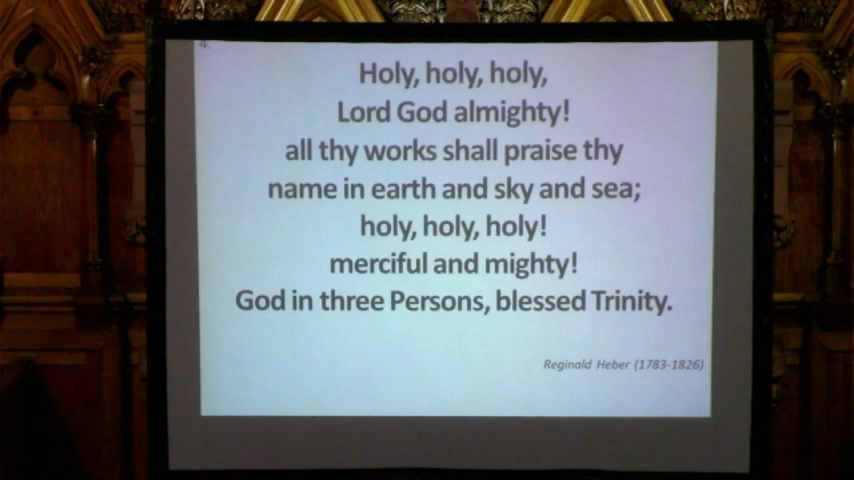 4.
Holy, holy, holy,
Lord God almighty!
all thy works shall praise thy
name in earth and sky and sea;
holy, holy, holy!
merciful and mighty!
God in three Persons, blessed Trinity.
Reginald Heber (1783-1826)